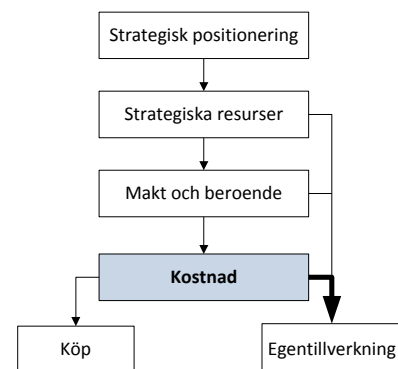 Strategisk positionering
Strategiska resurser
Makt och beroende
Kostnad
Köp
Egentillverkning